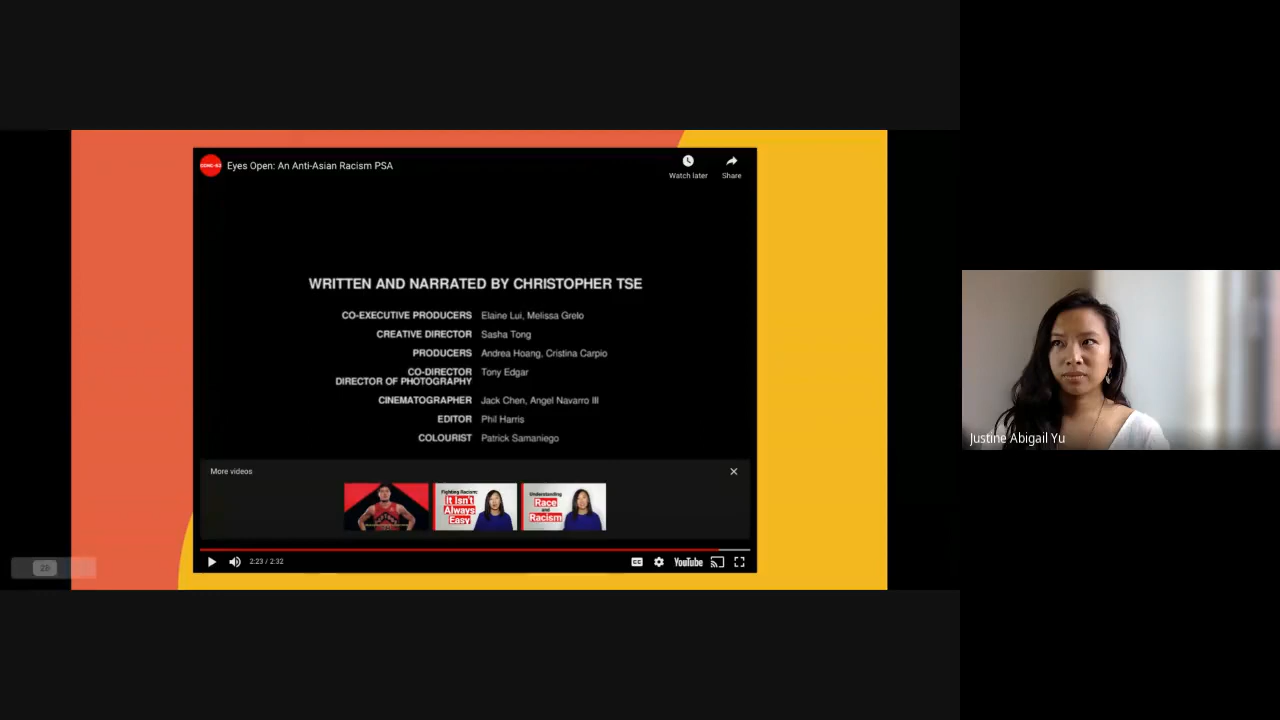 Eyes Open: An Anti-Asian Racism PSA
Watch later
Share
WRITTEN AND NARRATED BY CHRISTOPHER TSE
CO-EXECUTIVE PRODUCERS Elaine Lui, Melissa Grelo
CREATIVE DIRECTOR Sasha Tong
PRODUCERS Andrea Hoang, Cristina Carpio
CO-DIRECTOR Tony Edgar
DIRECTOR OF PHOTOGRAPHY
CINEMATOGRAPHER Jack Chen, Angel Navarro III
EDITOR Phil Harris
COLOURIST Patrick Samaniego
More videos
Fighting Racism:
It Isn't
Always
Easy
Understanding
Race
and
Racism
2:23 / 2:32
CC
YouTube
Justine Abigail Yu